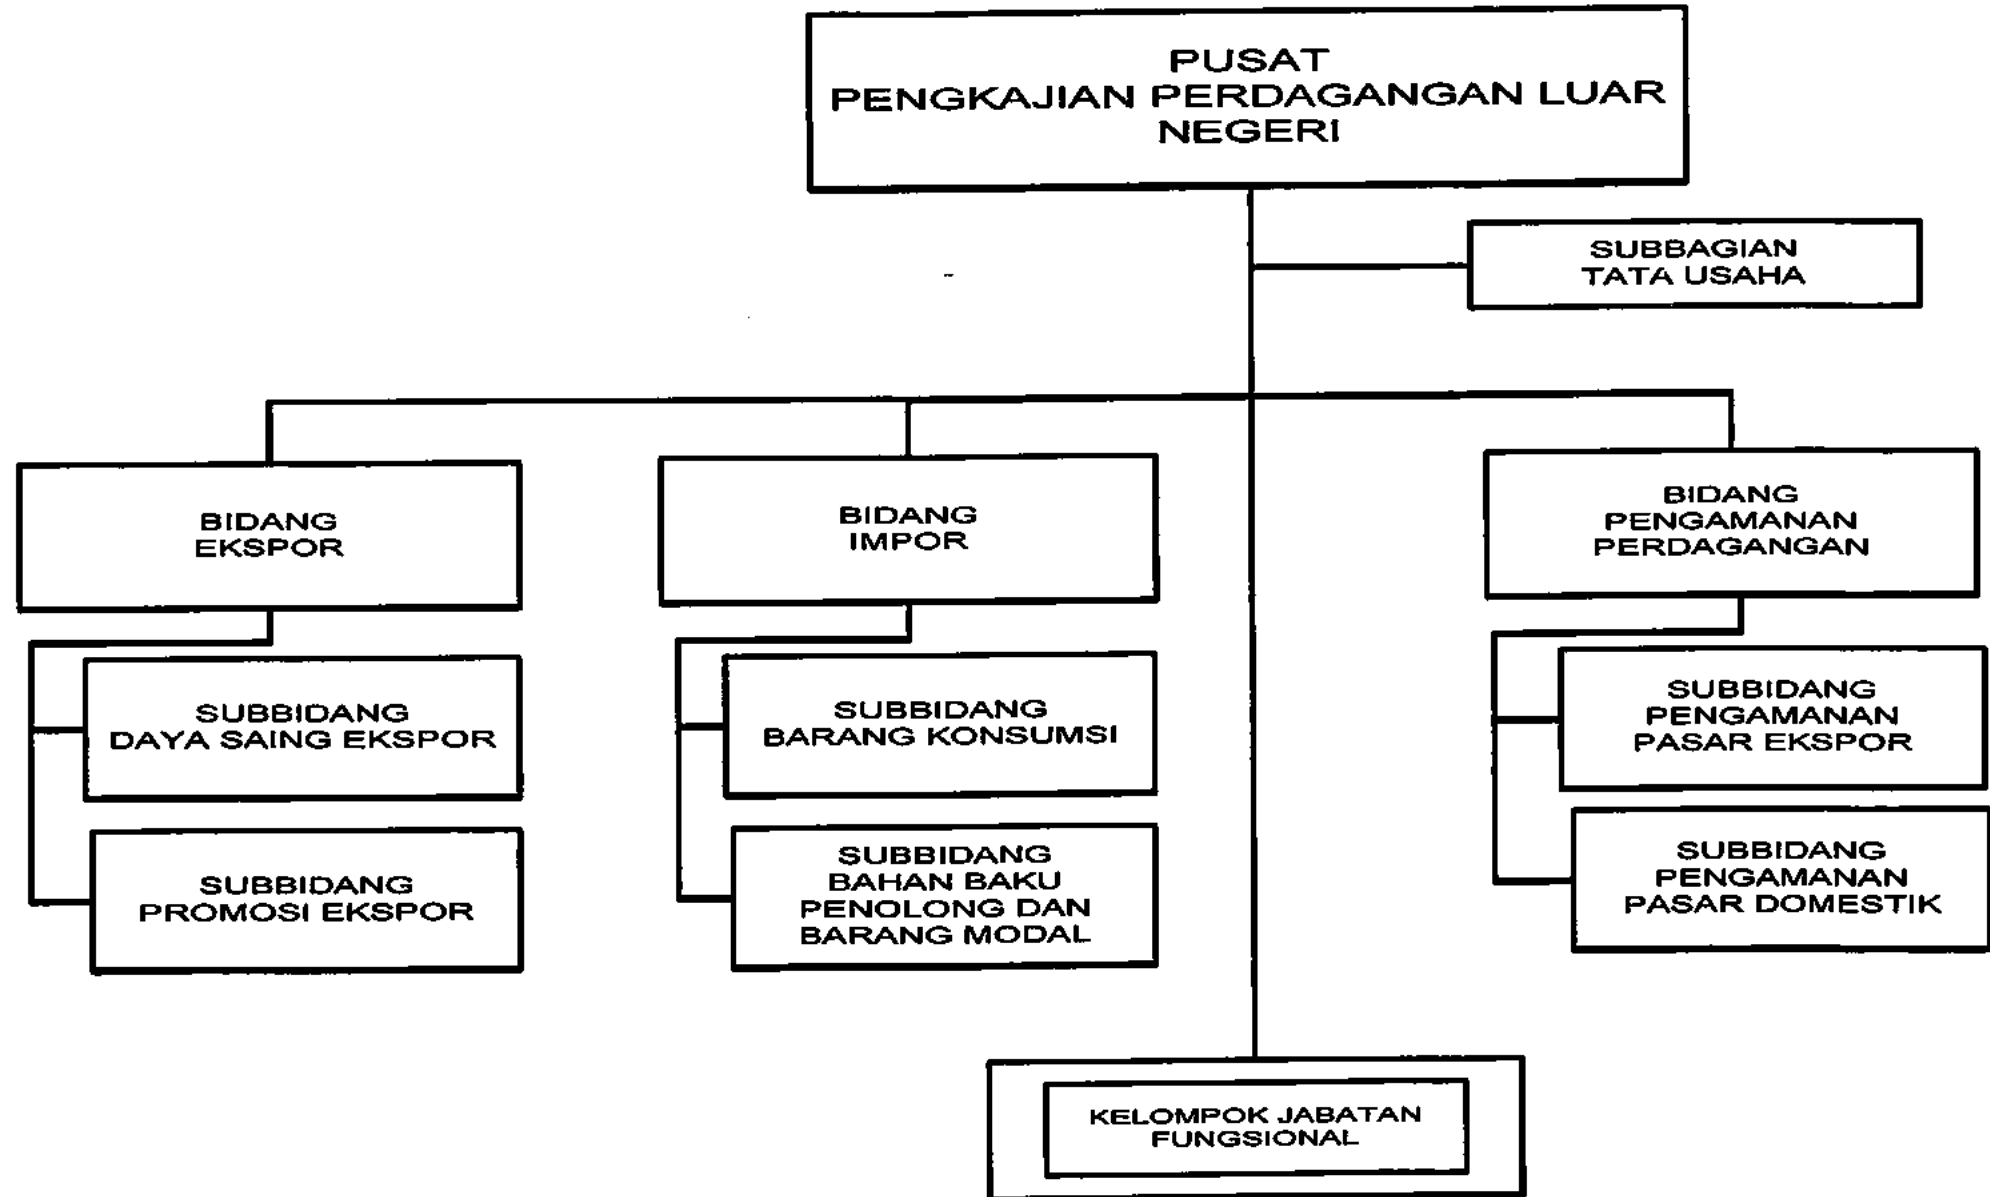 PUSAT
PENGKAJIAN PERDAGANGAN LUAR
NEGERI
SUBBAGIAN
TATA USAHA
BIDANG
EKSPOR
BIDANG
IMPOR
BIDANG
PENGAMANAN
PERDAGANGAN
SUBBIDANG
DAYA SAING EKSPOR
SUBBIDANG
BARANG KONSUMSI
SUBBIDANG
PENGAMANAN
PASAR EKSPOR
SUBBIDANG
PROMOSI EKSPOR
SUBBIDANG
BAHAN BAKU
PENOLONG DAN
BARANG MODAL
SUBBIDANG
PENGAMANAN
PASAR DOMESTIK
KELOMPOK JABATAN
FUNGSIONAL